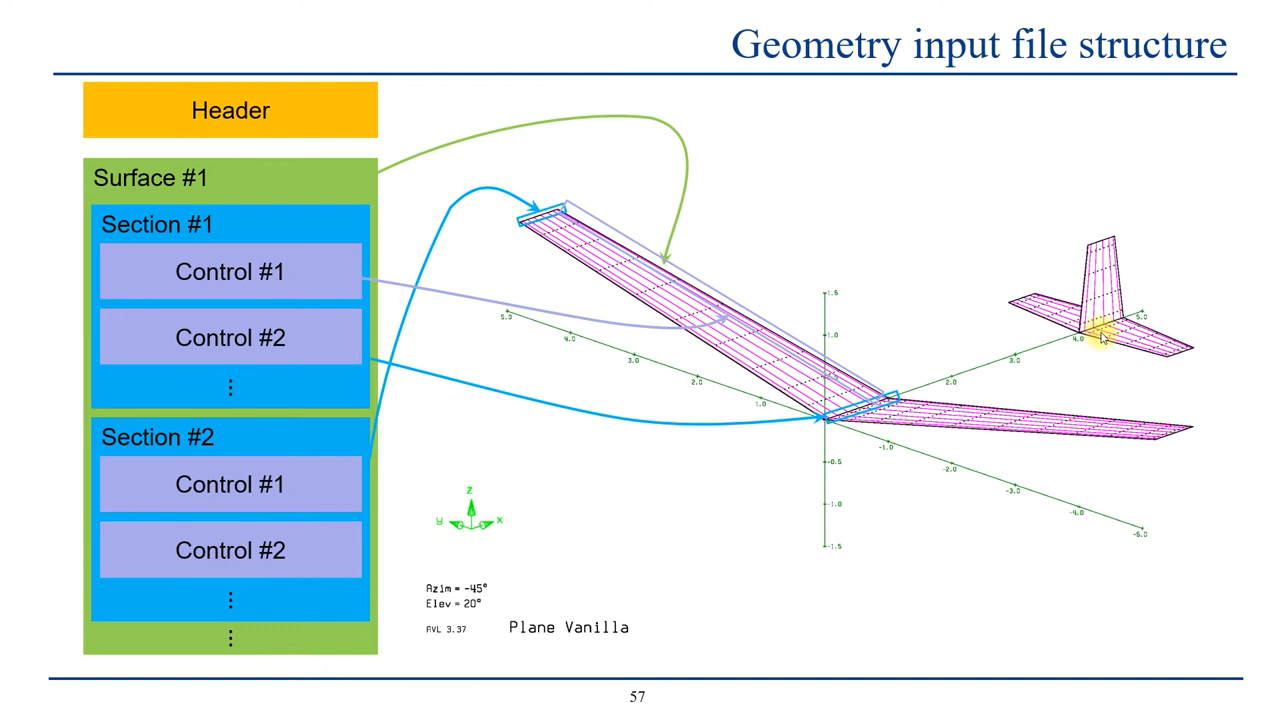 Geometry input file structure
Header
Surface #1
Section #1
Control #1
Control #2
⋮
Section #2
Control #1
Control #2
⋮
⋮
5.0
4.0
3.0
2.0
1.0
1.5
1.0
-0.5
-1.0
-1.5
2.0
3.0
4.0
5.0
-1.0
-2.0
-3.0
-4.0
-5.0
Z
Y
X
Azim = -45°
Elev = 20°
AVL 3.37
Plane Vanilla
57